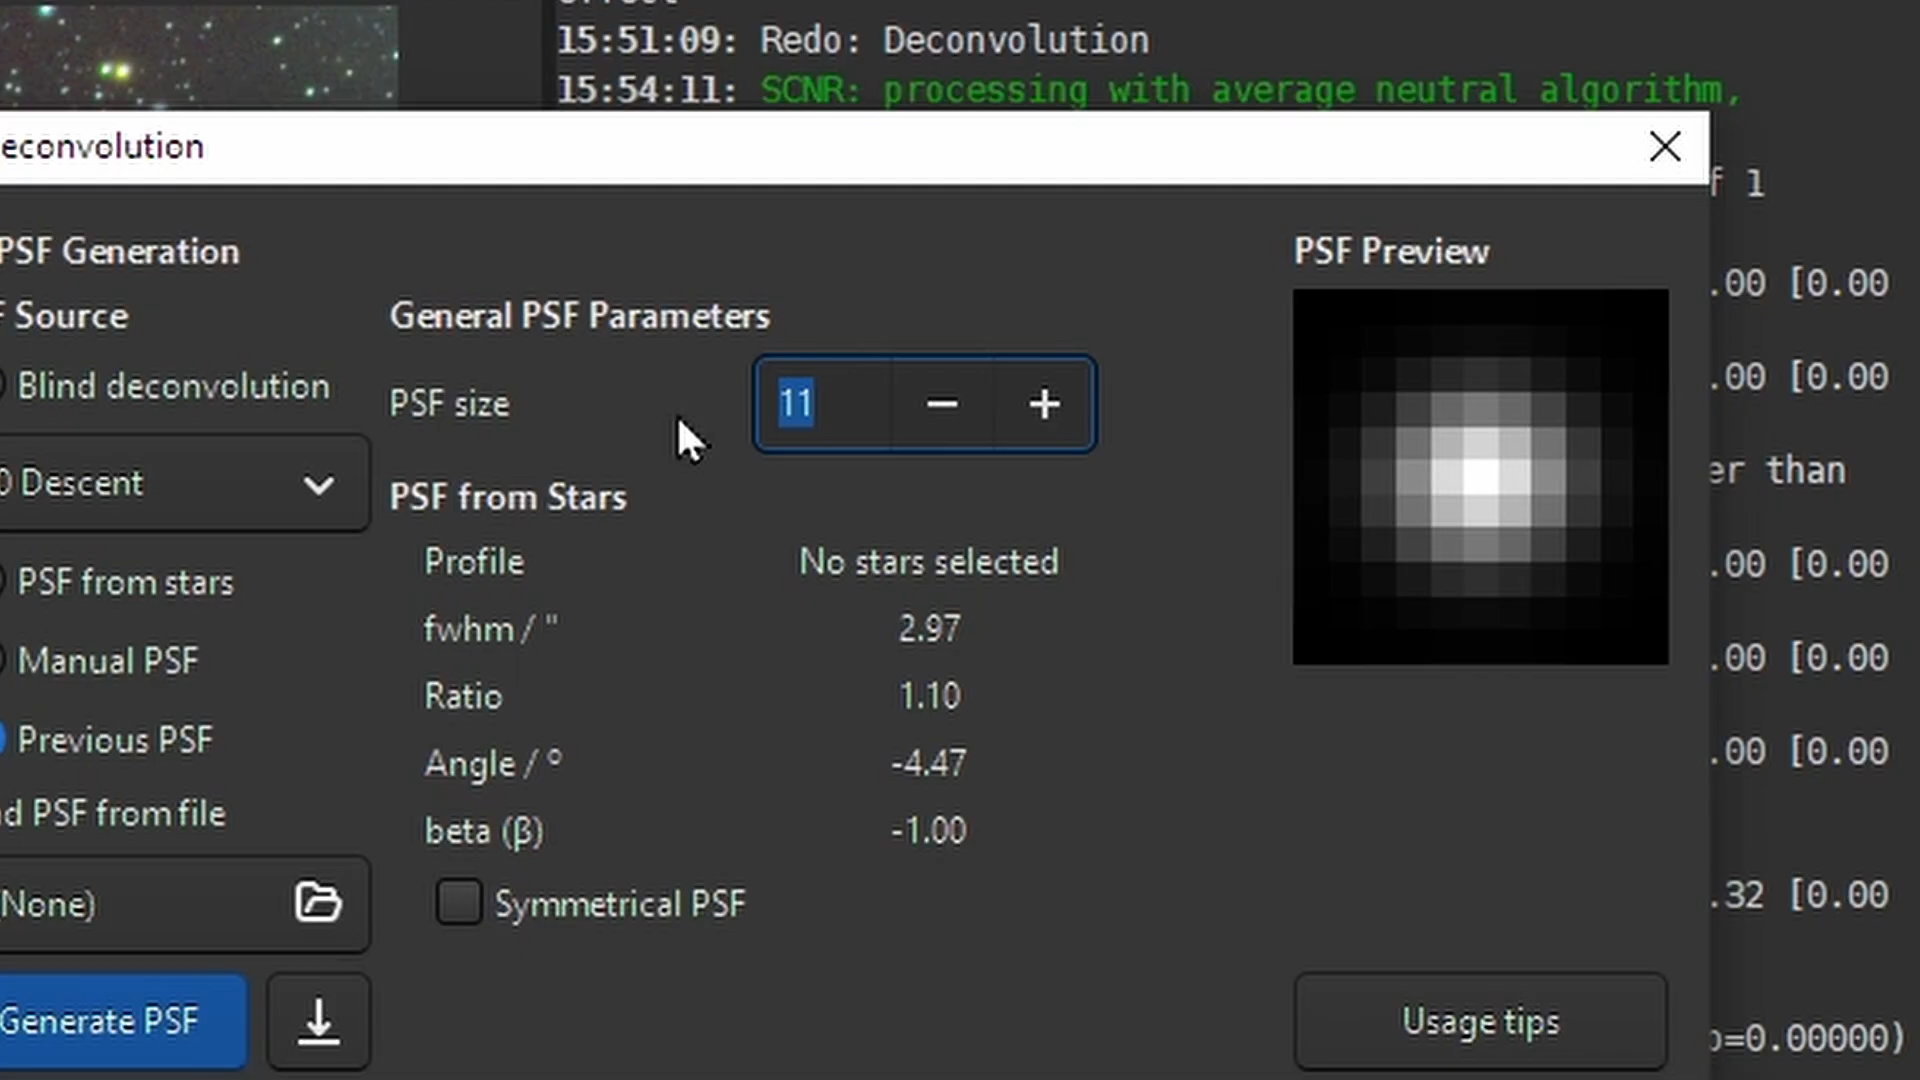 15:51:09: Redo: Deconvolution
15:54:11: SCNR: processing with average neutral algorithm,
econvolution
f 1
PSF Generation
PSF Preview
.00 [0.00
F Source
General PSF Parameters
Blind deconvolution
PSF size
11
.00 [0.00
0 Descent
er than
PSF from Stars
PSF from stars
Profile
No stars selected
.00 [0.00
fwhm / "
2.97
Manual PSF
.00 [0.00
Ratio
1.10
Previous PSF
.00 [0.00
Angle / °
-4.47
d PSF from file
beta (β)
-1.00
None)
Symmetrical PSF
.32 [0.00
Generate PSF
Usage tips
=0.00000)